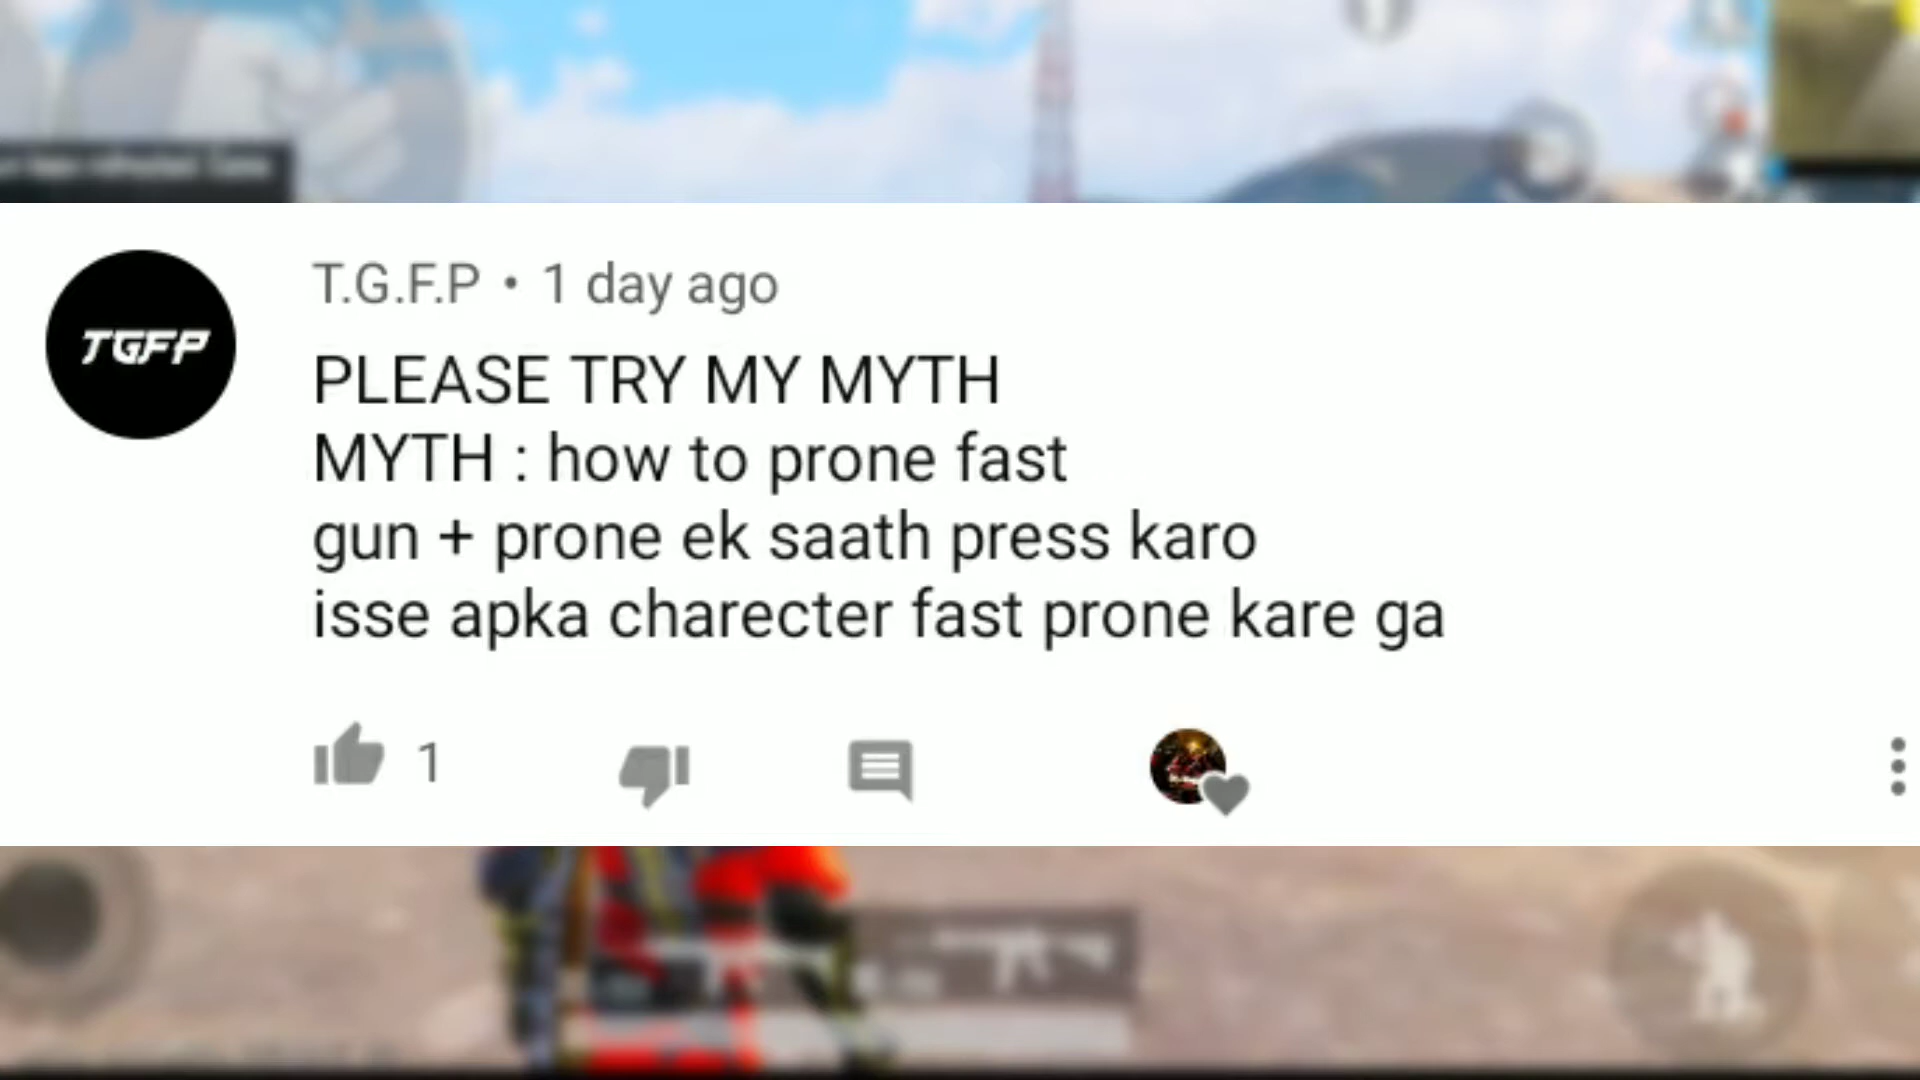 TGFP
T.G.F.P • 1 day ago
PLEASE TRY MY MYTH
MYTH : how to prone fast
gun + prone ek saath press karo
isse apka charecter fast prone kare ga
1